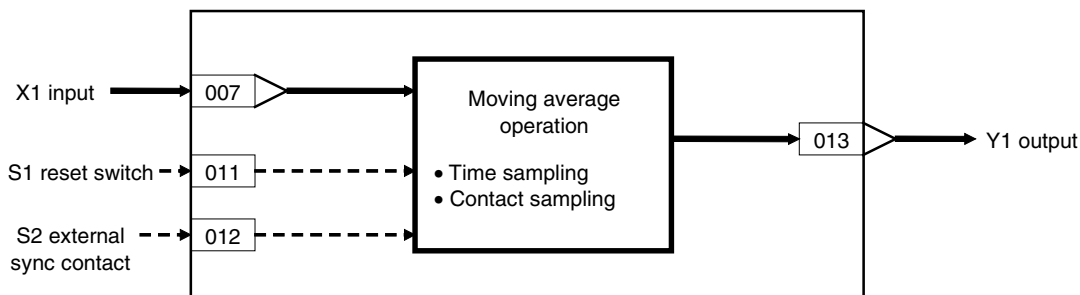 X1 input
007
Moving average
operation
• Time sampling
• Contact sampling
013
Y1 output
S1 reset switch
011
S2 external
sync contact
012